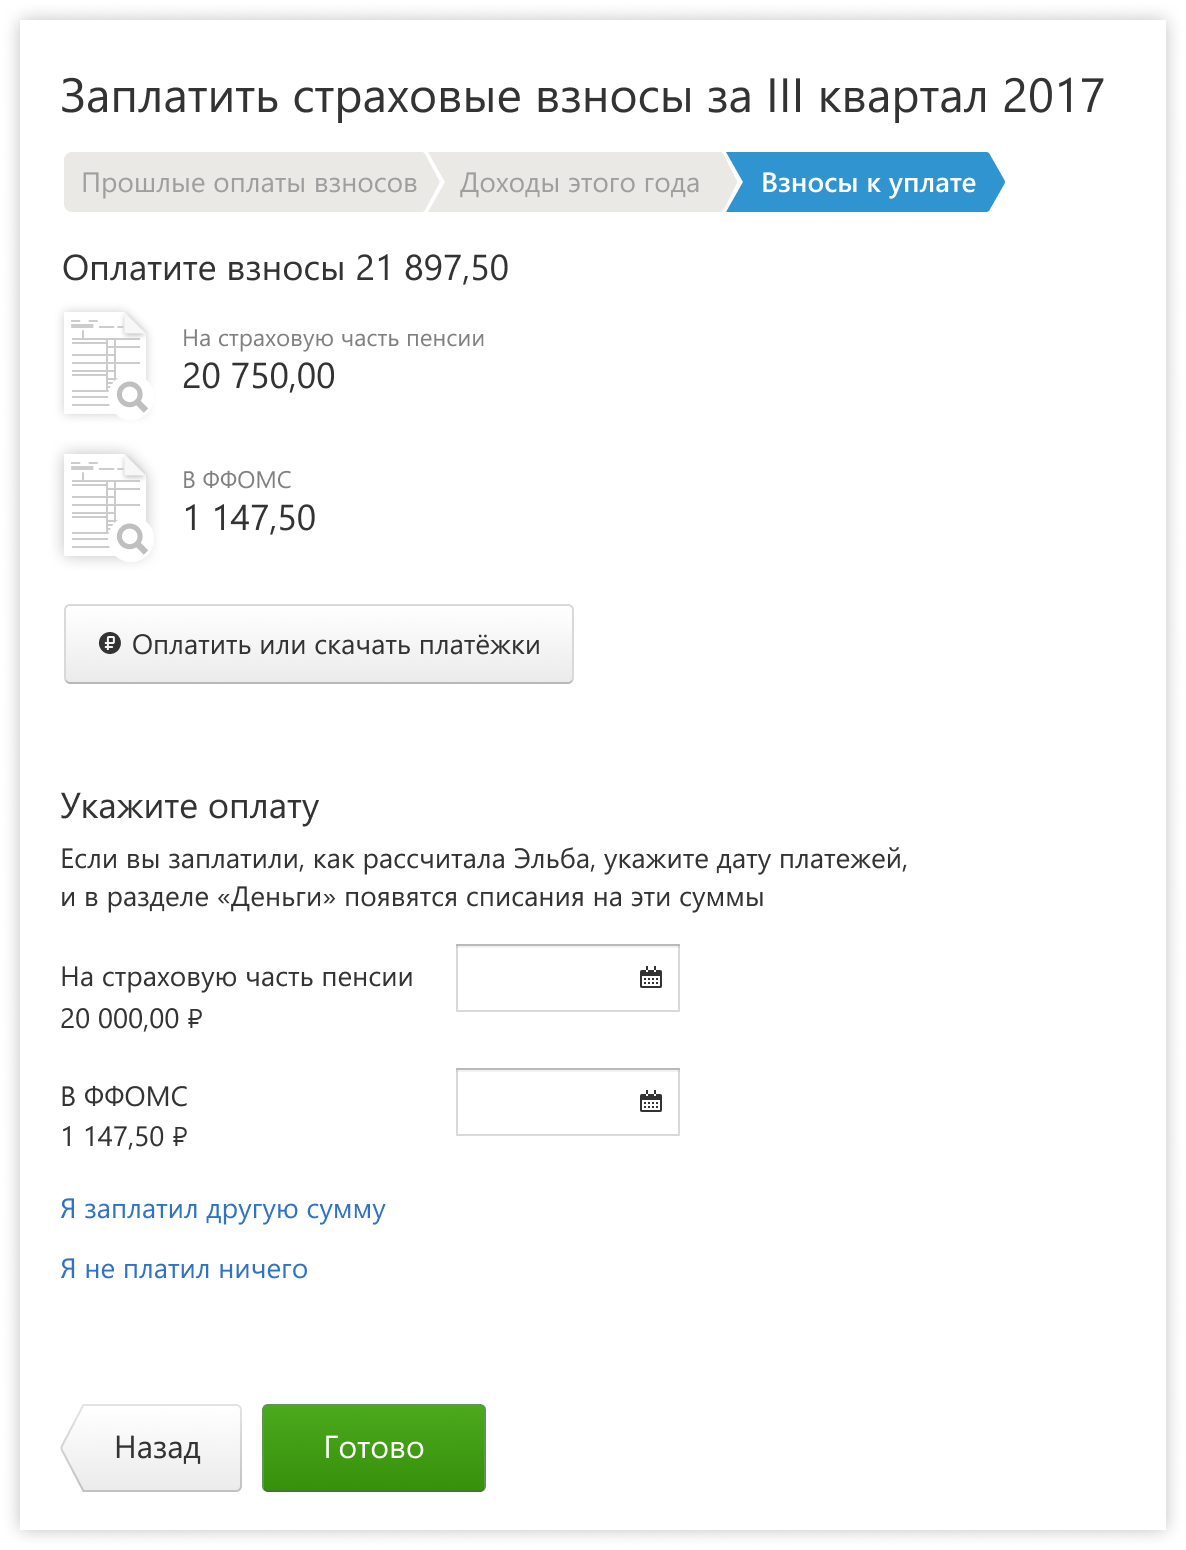 Заплатить страховые взносы за III квартал 2017
Прошлые оплаты взносов
Доходы этого года
Взносы к уплате
Оплатите взносы 21 897,50
На страховую часть пенсии
20 750,00
В ФФОМС
1 147,50
Оплатить или скачать платёжки
Укажите оплату
Если вы заплатили, как рассчитала Эльба, укажите дату платежей,
и в разделе «Деньги» появятся списания на эти суммы
На страховую часть пенсии
20 000,00 ₽
В ФФОМС
1 147,50 ₽
Я заплатил другую сумму
Я не платил ничего
Назад
Готово